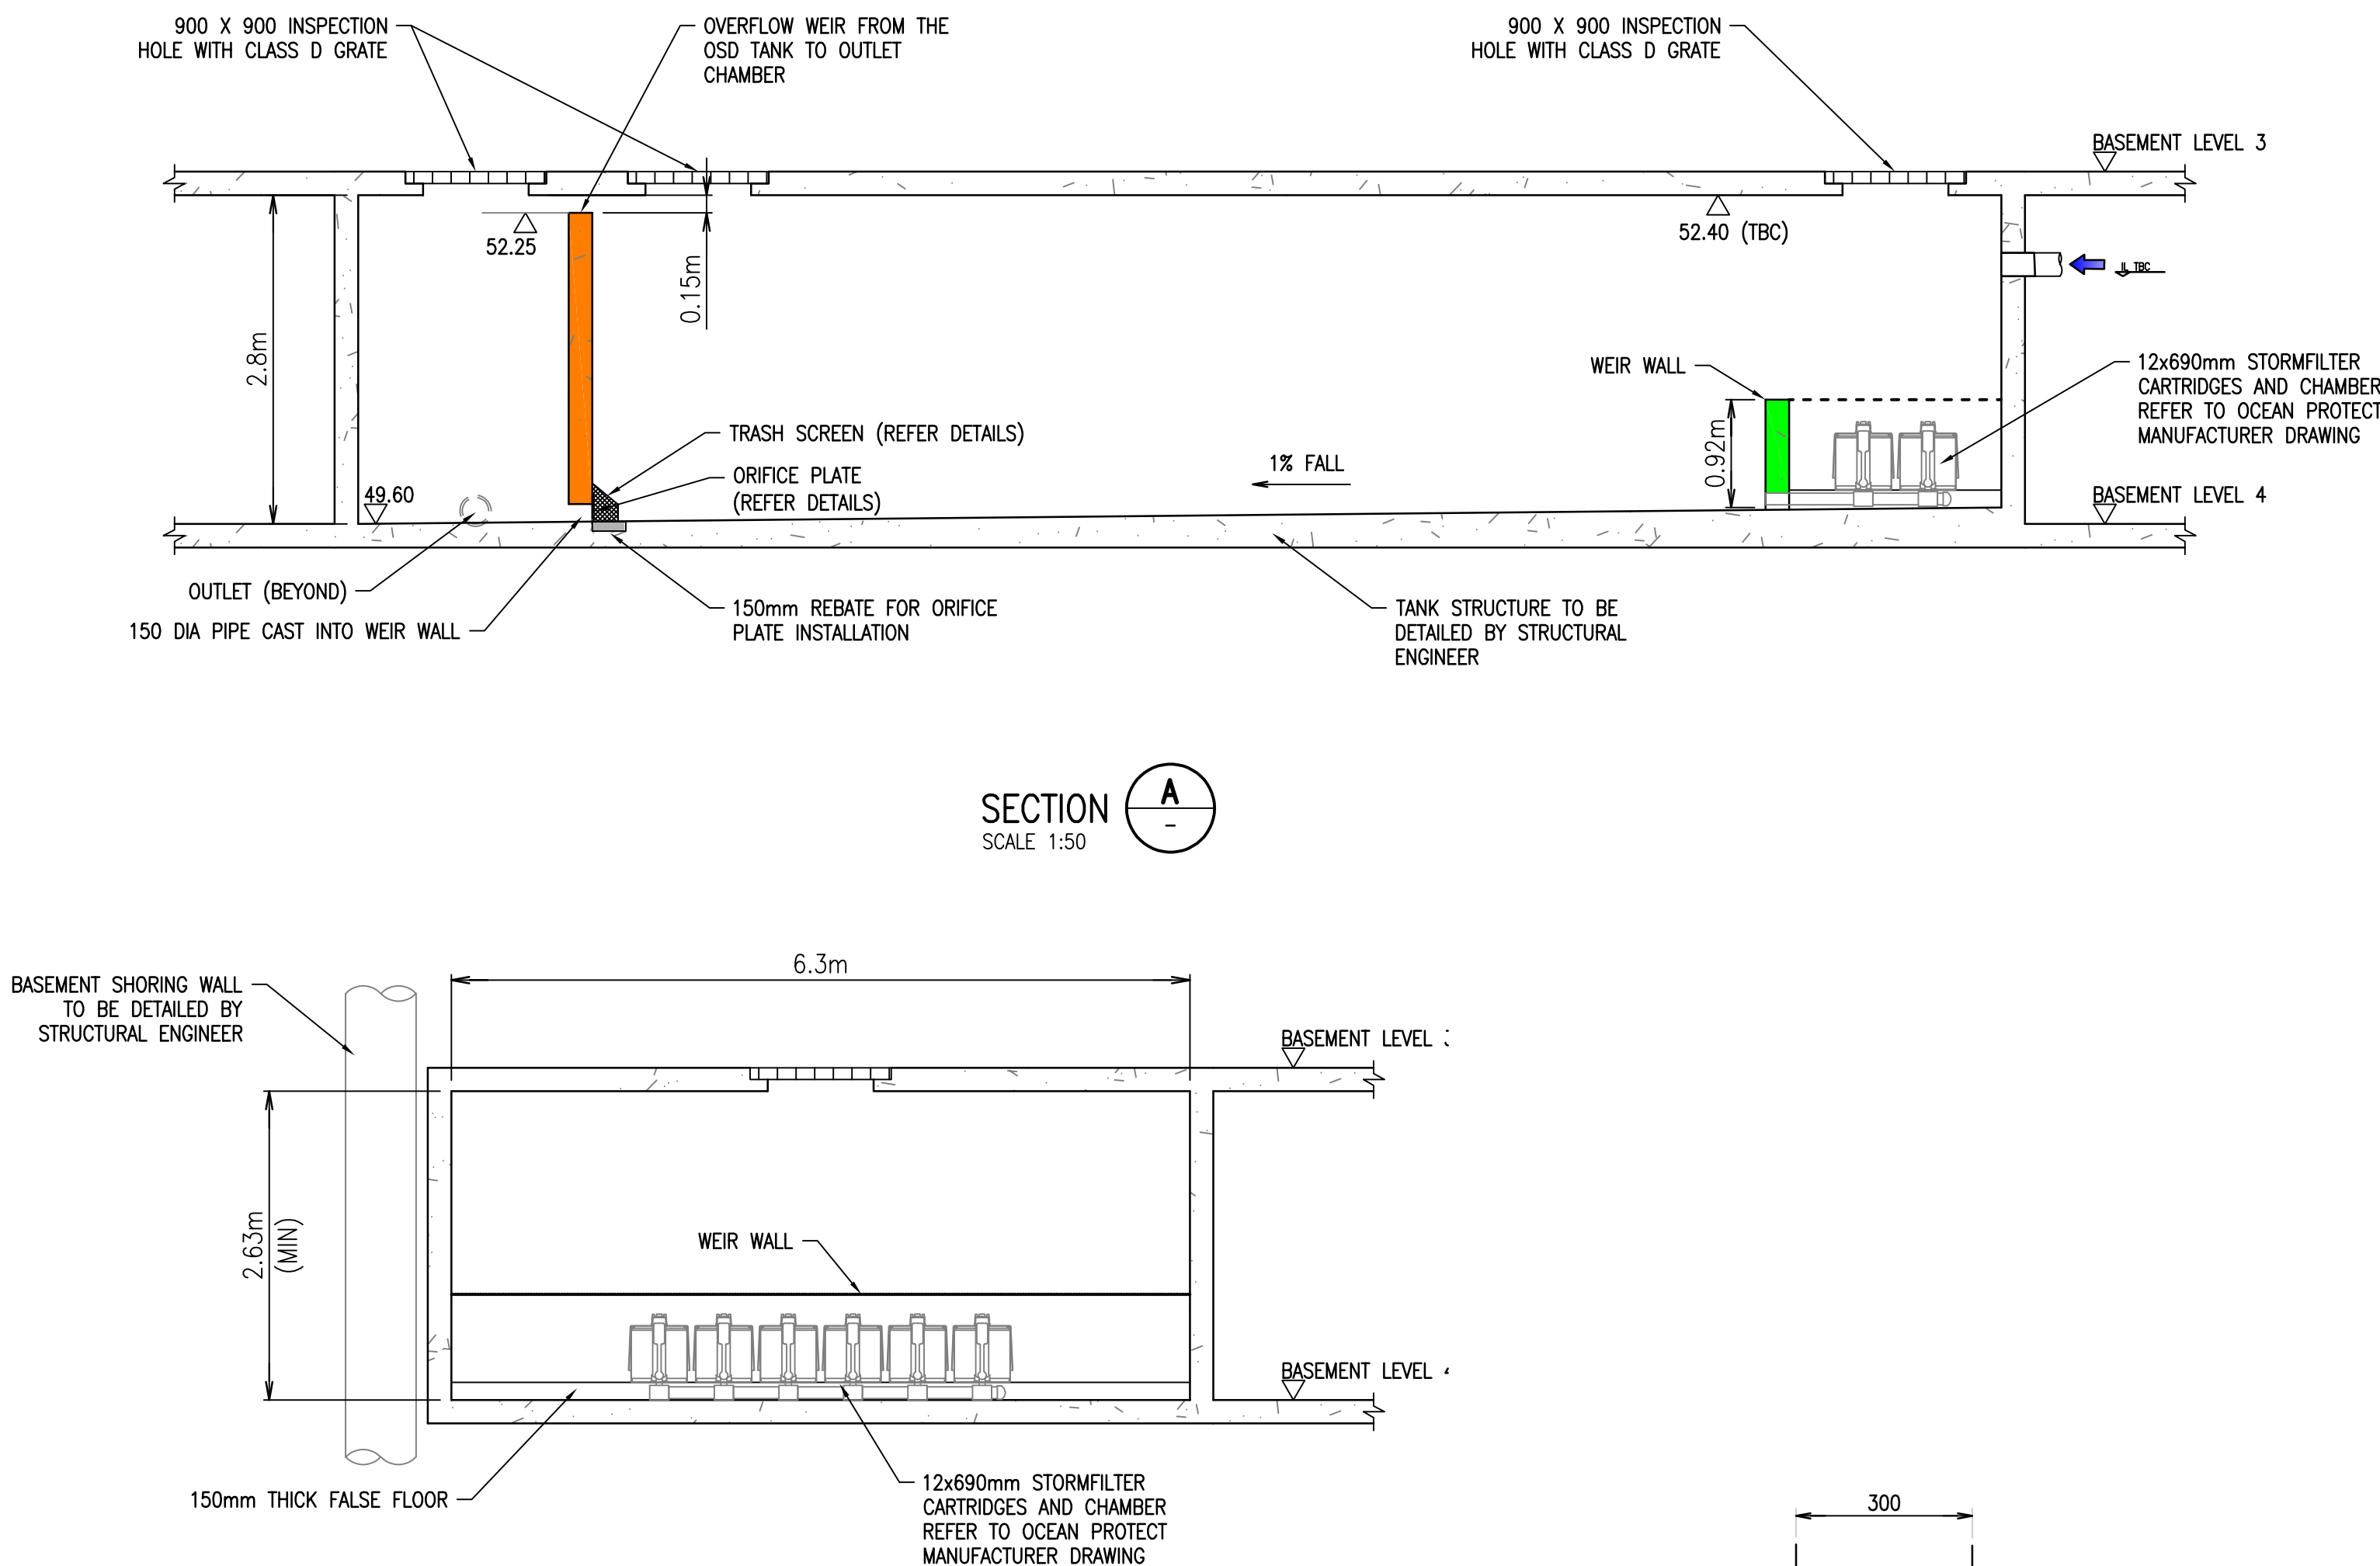 900 X 900 INSPECTION
HOLE WITH CLASS D GRATE
OVERFLOW WEIR FROM THE
OSD TANK TO OUTLET
CHAMBER
900 X 900 INSPECTION
HOLE WITH CLASS D GRATE
BASEMENT LEVEL 3
52.25
0.15m
52.40 (TBC)
IL TBC
2.8m
WEIR WALL
12x690mm STORMFILTER
CARTRIDGES AND CHAMBER
REFER TO OCEAN PROTECT
MANUFACTURER DRAWING
0.92m
TRASH SCREEN (REFER DETAILS)
ORIFICE PLATE
(REFER DETAILS)
1% FALL
49.60
BASEMENT LEVEL 4
OUTLET (BEYOND)
150 DIA PIPE CAST INTO WEIR WALL
150mm REBATE FOR ORIFICE
PLATE INSTALLATION
TANK STRUCTURE TO BE
DETAILED BY STRUCTURAL
ENGINEER
SECTION
A
-
SCALE 1:50
6.3m
BASEMENT SHORING WALL
TO BE DETAILED BY
STRUCTURAL ENGINEER
BASEMENT LEVEL
2.63m
(MIN)
WEIR WALL
BASEMENT LEVEL
150mm THICK FALSE FLOOR
12x690mm STORMFILTER
CARTRIDGES AND CHAMBER
REFER TO OCEAN PROTECT
MANUFACTURER DRAWING
300